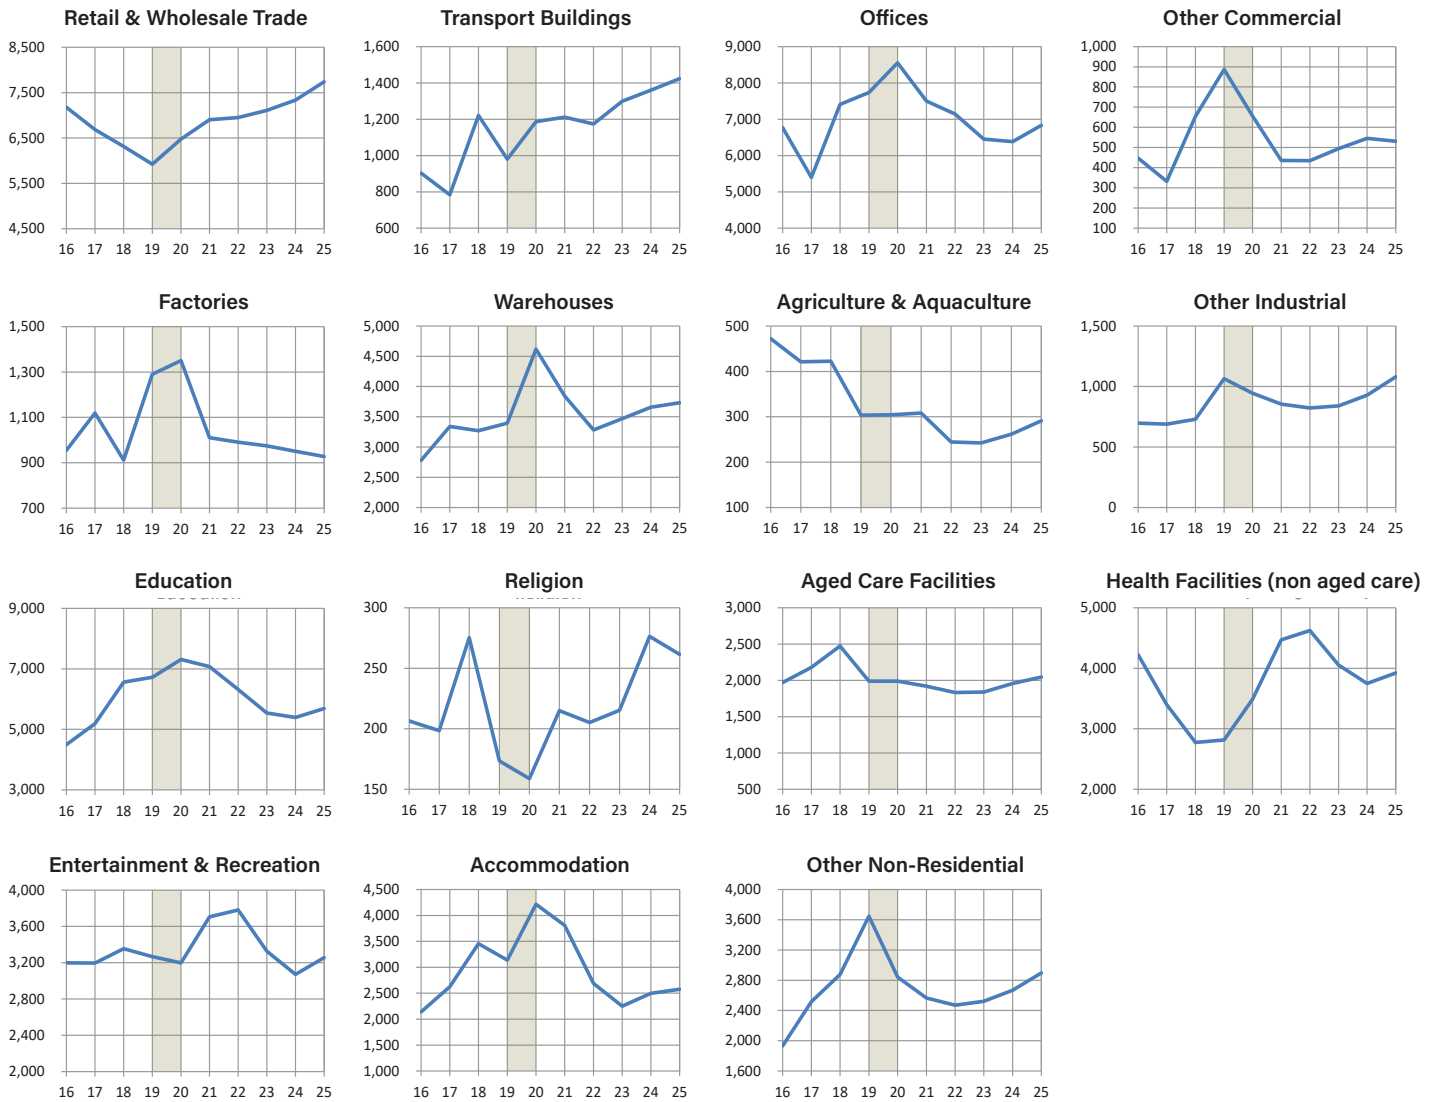 Retail & Wholesale Trade
8,500
7,500
6,500
5,500
4,500
16 17 18 19 20 21 22 23 24 25
Transport Buildings
1,600
1,400
1,200
1,000
800
600
16 17 18 19 20 21 22 23 24 25
Offices
9,000
8,000
7,000
6,000
5,000
4,000
16 17 18 19 20 21 22 23 24 25
Other Commercial
1,000
900
800
700
600
500
400
300
200
100
16 17 18 19 20 21 22 23 24 25
Factories
1,500
1,300
1,100
900
700
16 17 18 19 20 21 22 23 24 25
Warehouses
5,000
4,500
4,000
3,500
3,000
2,500
2,000
16 17 18 19 20 21 22 23 24 25
Agriculture & Aquaculture
500
400
300
200
100
16 17 18 19 20 21 22 23 24 25
Other Industrial
1,500
1,000
500
0
16 17 18 19 20 21 22 23 24 25
Education
9,000
7,000
5,000
3,000
16 17 18 19 20 21 22 23 24 25
Religion
300
250
200
150
16 17 18 19 20 21 22 23 24 25
Aged Care Facilities
3,000
2,500
2,000
1,500
1,000
500
16 17 18 19 20 21 22 23 24 25
Health Facilities (non aged care)
5,000
4,000
3,000
2,000
16 17 18 19 20 21 22 23 24 25
Entertainment & Recreation
4,000
3,600
3,200
2,800
2,400
2,000
16 17 18 19 20 21 22 23 24 25
Accommodation
4,500
4,000
3,500
3,000
2,500
2,000
1,500
1,000
16 17 18 19 20 21 22 23 24 25
Other Non-Residential
4,000
3,600
3,200
2,800
2,400
2,000
1,600
16 17 18 19 20 21 22 23 24 25